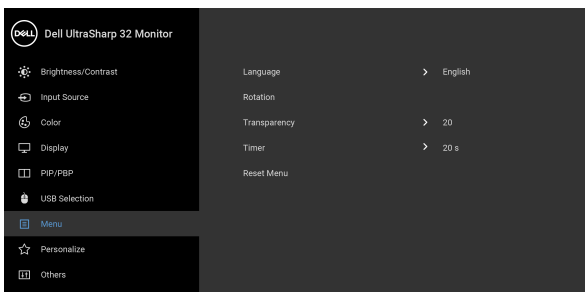 DELL Dell UltraSharp 32 Monitor
Brightness/Contrast
Input Source
Color
Display
PIP/PBP
USB Selection
Menu
Personalize
Others
Language English
Rotation
Transparency 20
Timer 20 s
Reset Menu